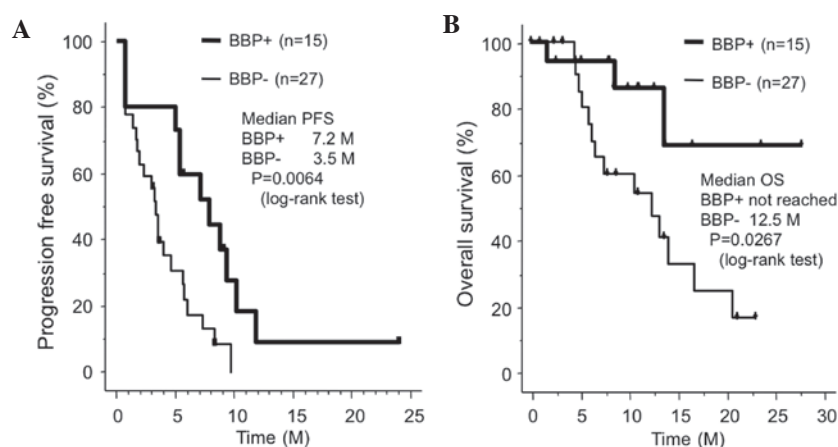 A
BBP+ (n=15)
BBP- (n=27)
Median PFS
BBP+ 7.2 M
BBP- 3.5 M
P=0.0064
(log-rank test)
Progression free survival (%)
100
80
60
40
20
0
0 5 10 15 20 25
Time (M)
B
BBP+ (n=15)
BBP- (n=27)
Median OS
BBP+ not reached
BBP- 12.5 M
P=0.0267
(log-rank test)
Overall survival (%)
100
80
60
40
20
0
0 5 10 15 20 25 30
Time (M)